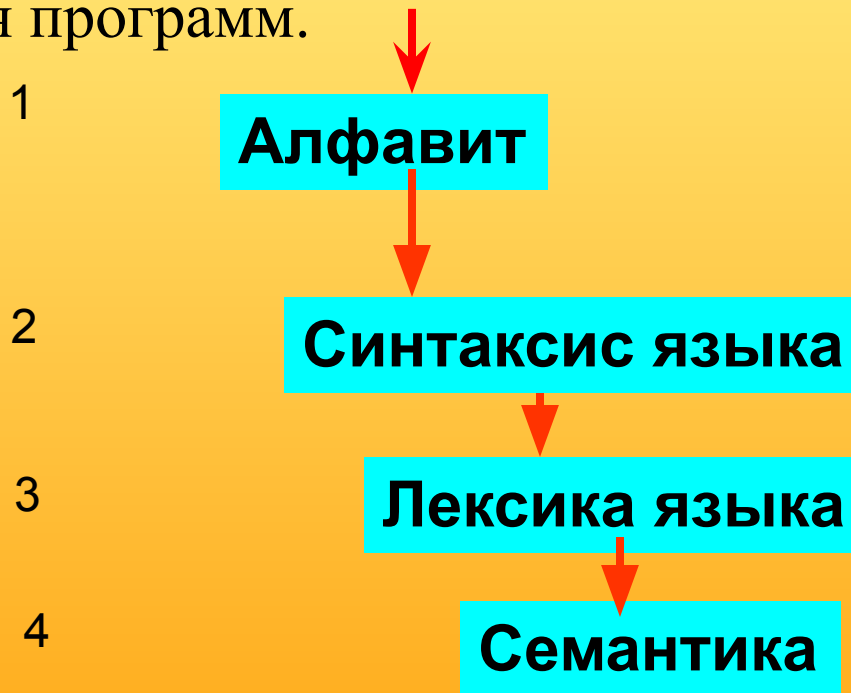 я программ.
1
Алфавит
2
Синтаксис языка
3
Лексика языка
4
Семантика